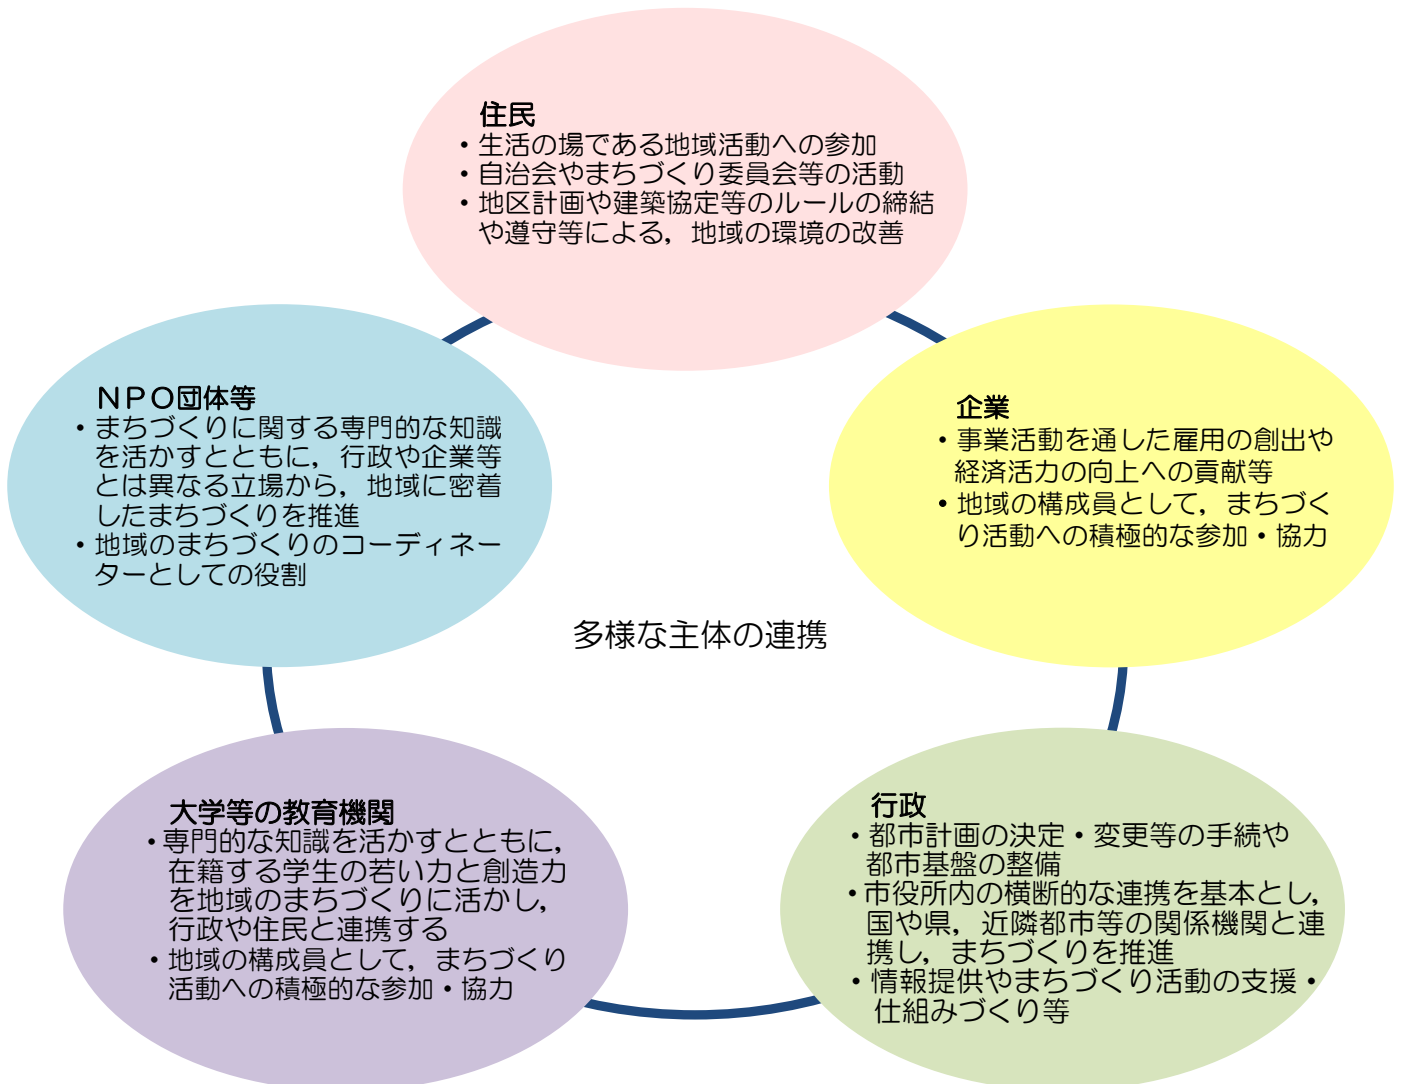 住民
・生活の場である地域活動への参加
・自治会やまちづくり委員会等の活動
・地区計画や建築協定等のルールの締結
や遵守等による，地域の環境の改善
ＮＰＯ団体等
・まちづくりに関する専門的な知識
を活かすとともに，行政や企業等
とは異なる立場から，地域に密着
したまちづくりを推進
・地域のまちづくりのコーディネー
ターとしての役割
企業
・事業活動を通した雇用の創出や
経済活力の向上への貢献等
・地域の構成員として，まちづく
り活動への積極的な参加・協力
多様な主体の連携
大学等の教育機関
・専門的な知識を活かすとともに，
在籍する学生の若い力と創造力
を地域のまちづくりに活かし，
行政や住民と連携する
・地域の構成員として，まちづくり
活動への積極的な参加・協力
行政
・都市計画の決定・変更等の手続や
都市基盤の整備
・市役所内の横断的な連携を基本とし，
国や県，近隣都市等の関係機関と連
携し，まちづくりを推進
・情報提供やまちづくり活動の支援・
仕組みづくり等